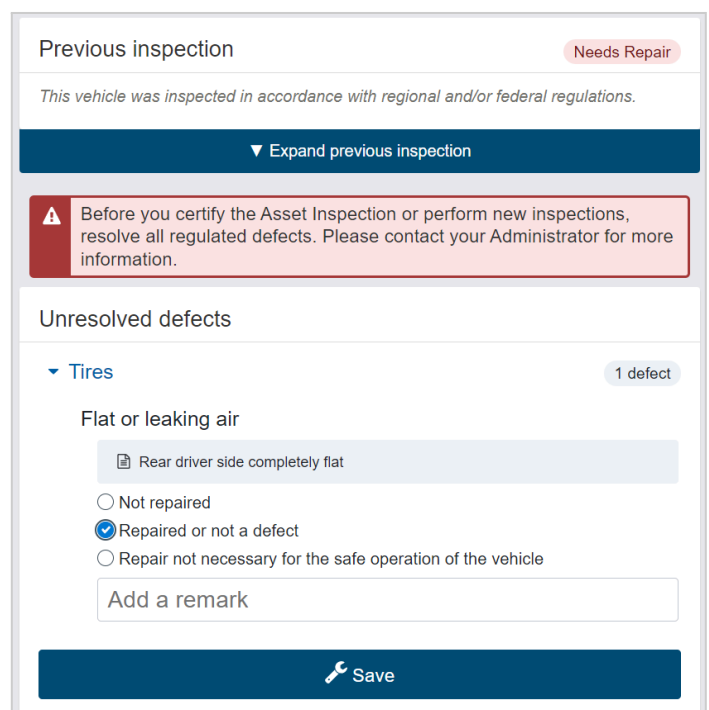 Previous inspection
Needs Repair
This vehicle was inspected in accordance with regional and/or federal regulations.
▼ Expand previous inspection
Before you certify the Asset Inspection or perform new inspections,
resolve all regulated defects. Please contact your Administrator for more
information.
Unresolved defects
Tires
1 defect
Flat or leaking air
Rear driver side completely flat
Not repaired
Repaired or not a defect
Repair not necessary for the safe operation of the vehicle
Add a remark
Save